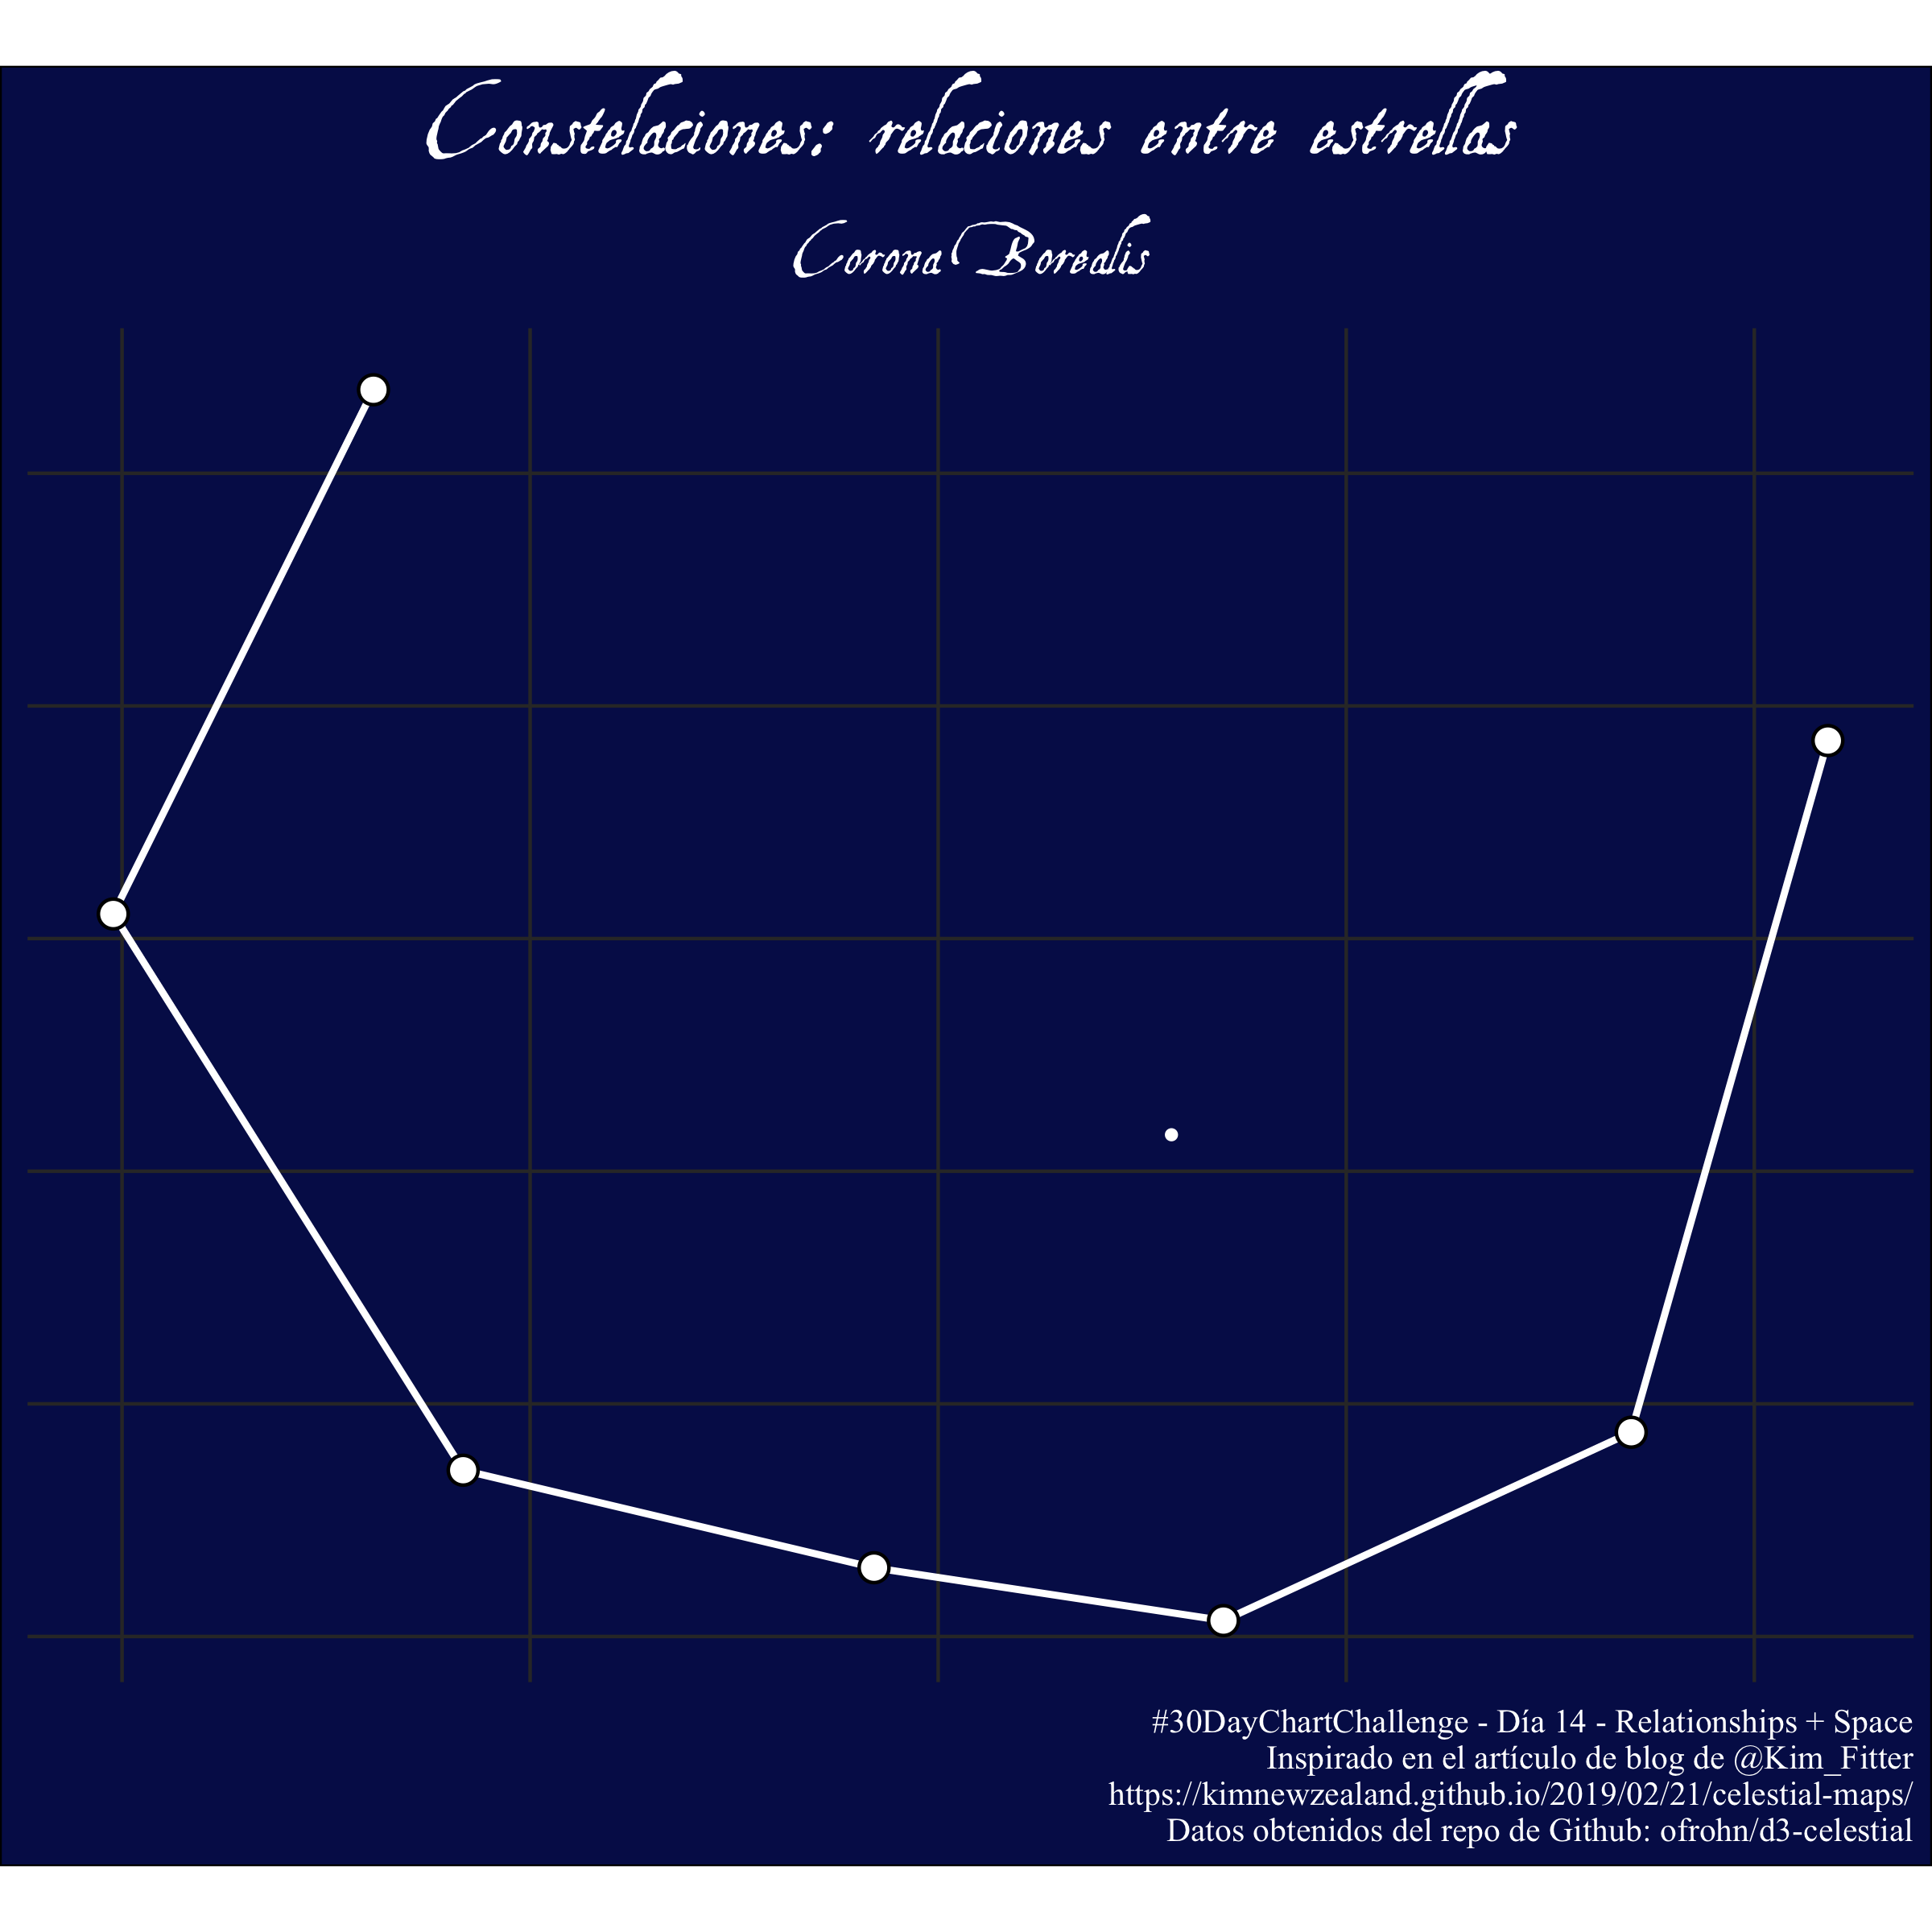 Constelaciones: relaciones entre estrellas
Corona Borealis
#30DayChartChallenge - Día 14 - Relationships + Space
Inspirado en el artículo de blog de @Kim_Fitter
https://kimnewzealand.github.io/2019/02/21/celestial-maps/
Datos obtenidos del repo de Github: ofrohn/d3-celestial